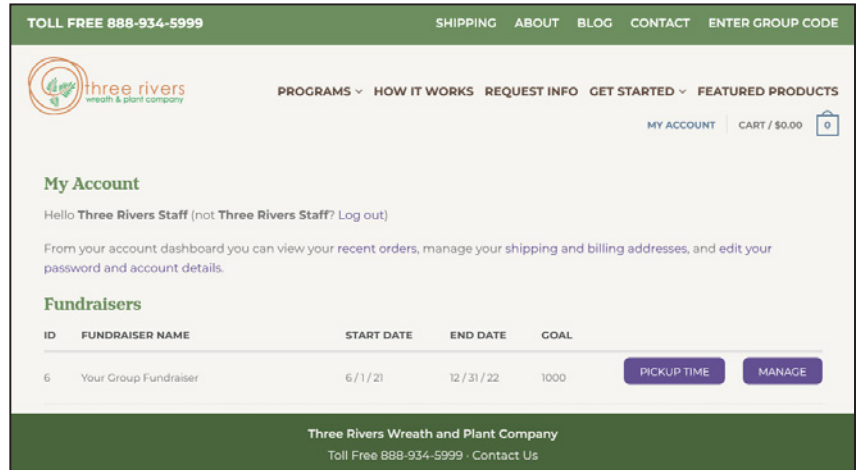 TOLL FREE 888-934-5999 SHIPPING ABOUT BLOG CONTACT ENTER GROUP CODE
three rivers
wreath & plant company
PROGRAMS HOW IT WORKS REQUEST INFO GET STARTED FEATURED PRODUCTS
MY ACCOUNT CART / $0.00 0
My Account
Hello Three Rivers Staff (not Three Rivers Staff? Log out)
From your account dashboard you can view your recent orders, manage your shipping and billing addresses, and edit your
password and account details.
Fundraisers
ID FUNDRAISER NAME START DATE END DATE GOAL
6 Your Group Fundraiser 6/1/21 12/31/22 1000 PICKUP TIME MANAGE
Three Rivers Wreath and Plant Company
Toll Free 888-934-5999 · Contact Us